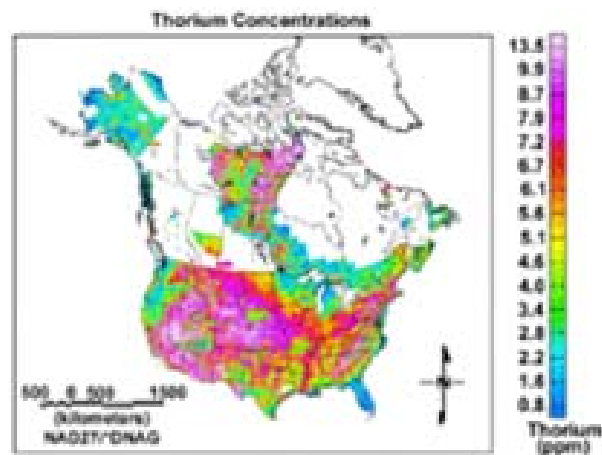 Thorium Concentrations
13.5
9.9
8.7
7.9
7.2
6.7
6.1
5.6
5.1
4.6
4.0
3.4
2.8
2.2
1.6
0.8
Thorium
(ppm)
500 0 500 1500
(kilometers)
NAD27/*DNAG